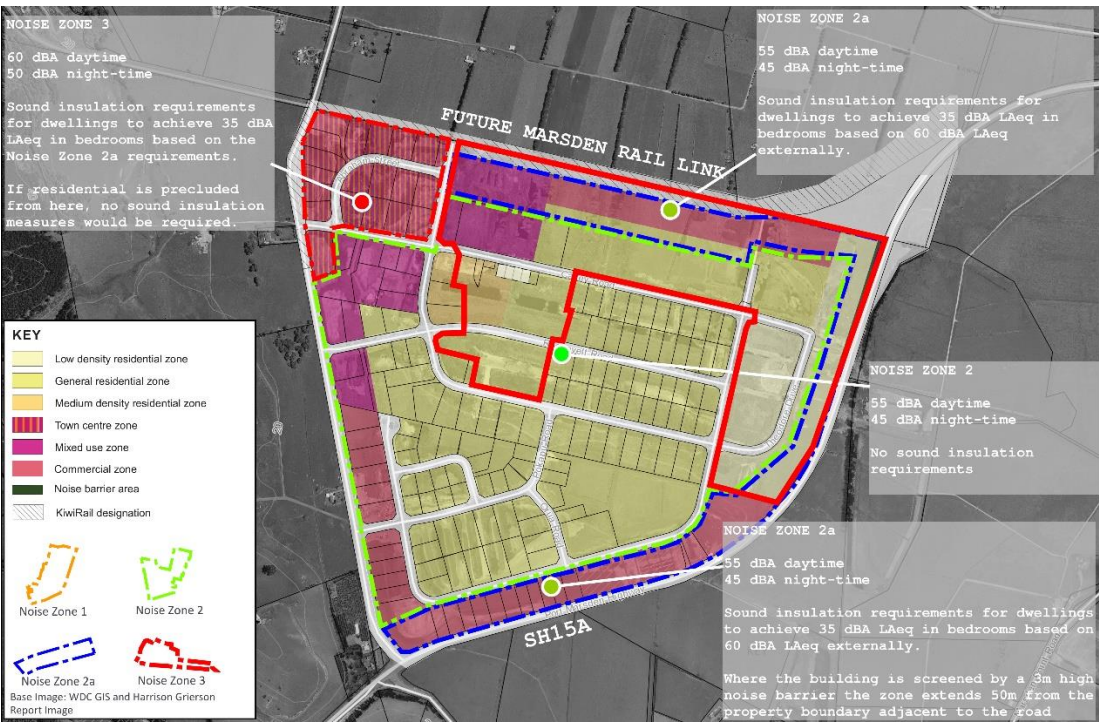 NOISE ZONE 3
60 dBA daytime
50 dBA night-time
Sound insulation requirements
for dwellings to achieve 35 dBA
LAeq in bedrooms based on the
Noise Zone 2a requirements.
If residential is precluded
from here, no sound insulation
measures would be required.
NOISE ZONE 2a
55 dBA daytime
45 dBA night-time
Sound insulation requirements for
dwellings to achieve 35 dBA LAeq in
bedrooms based on 60 dBA LAeq
externally.
FUTURE MARSDEN RAIL LINK
NOISE ZONE 2
55 dBA daytime
45 dBA night-time
No sound insulation
requirements
KEY
Low density residential zone
General residential zone
Medium density residential zone
Town centre zone
Mixed use zone
Commercial zone
Noise barrier area
KiwiRail designation
Noise Zone 1
Noise Zone 2
Noise Zone 2a
Noise Zone 3
Base Image: WDC GIS and Harrison Grierson
Report Image
SH15A
NOISE ZONE 2a
55 dBA daytime
45 dBA night-time
Sound insulation requirements for dwellings
to achieve 35 dBA LAeq in bedrooms based on
60 dBA LAeq externally.
Where the building is screened by a 3m high
noise barrier the zone extends 50m from the
property boundary adjacent to the road